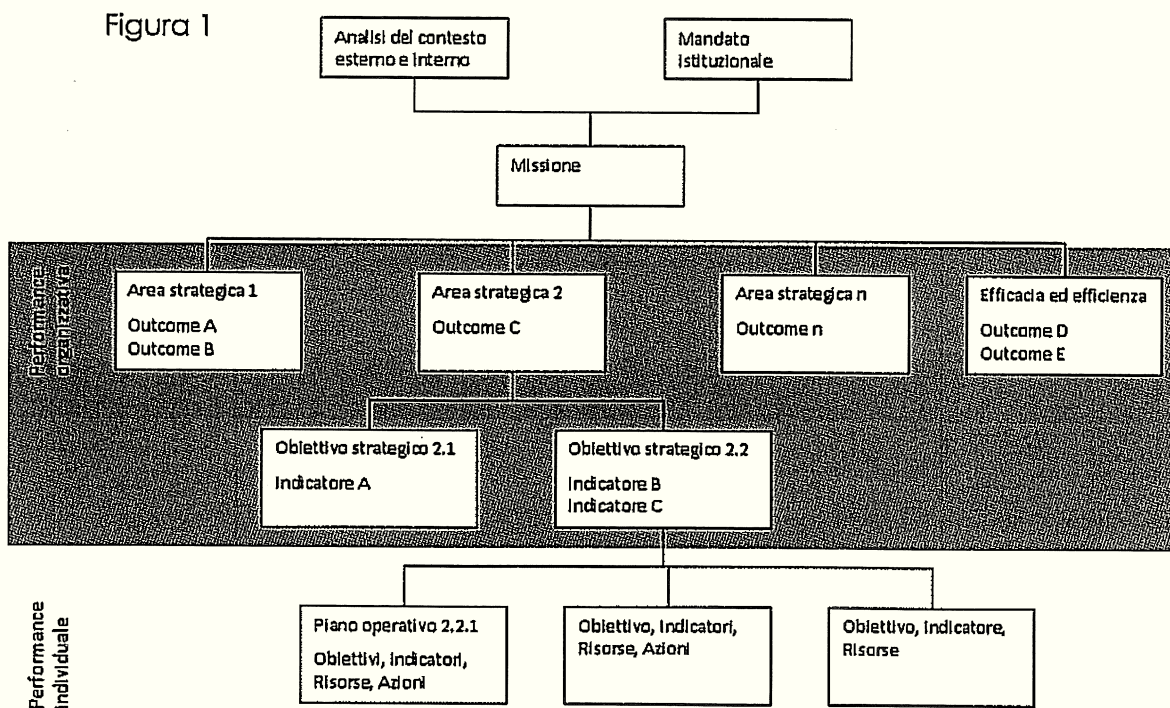 Figura 1
Analisi del contesto
esterno e Interno
Mandato
Istituzionale
Missione
Performance
organizzativa
Area strategica 1
Outcome A
Outcome B
Area strategica 2
Outcome C
Area strategica n
Outcome n
Efficacia ed efficienza
Outcome D
Outcome E
Obiettivo strategico 2.1
Indicatore A
Obiettivo strategico 2.2
Indicatore B
Indicatore C
Performance
individuale
Piano operativo 2.2.1
Obiettivi, Indicatori,
Risorse, Azioni
Obiettivo, Indicatori,
Risorse, Azioni
Obiettivo, Indicatore,
Risorse